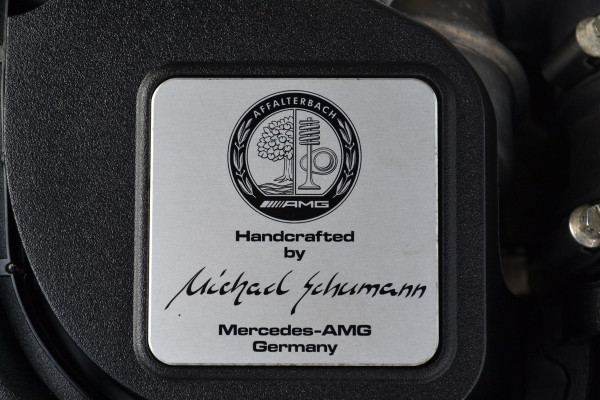 AFFALTERBACH
AMG
Handcrafted
by
Michael Schumann
Mercedes-AMG
Germany